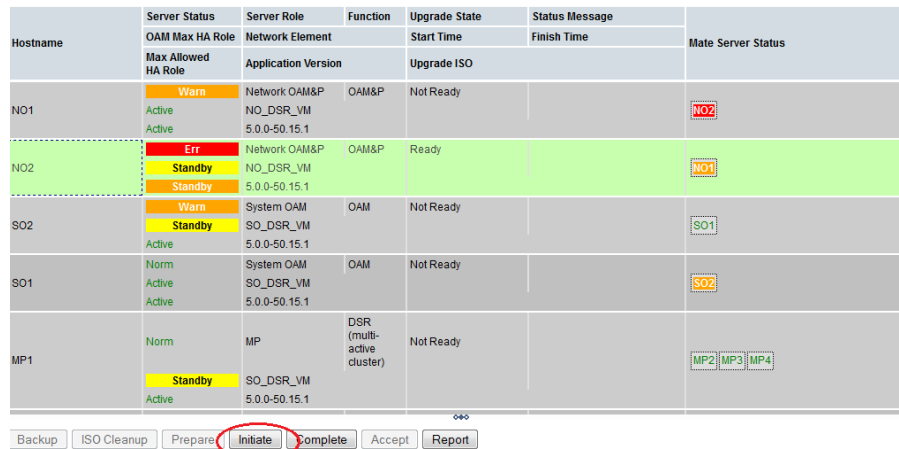 Hostname Server Status Server Role Function Upgrade State Status Message Mate Server Status
OAM Max HA Role Network Element Start Time Finish Time
Max Allowed HA Role Application Version Upgrade ISO
NO1 Warn Network OAM&P OAM&P Not Ready NO2
Active NO_DSR_VM
Active 5.0.0-50.15.1
NO2 Err Network OAM&P OAM&P Ready NO1
Standby NO_DSR_VM
Standby 5.0.0-50.15.1
SO2 Warn System OAM OAM Not Ready SO1
Standby SO_DSR_VM
Active 5.0.0-50.15.1
SO1 Norm System OAM OAM Not Ready SO2
Active SO_DSR_VM
Active 5.0.0-50.15.1
MP1 Norm MP DSR (multi-active cluster) Not Ready MP2 MP3 MP4
Standby SO_DSR_VM
Active 5.0.0-50.15.1
Backup ISO Cleanup Prepare Initiate Complete Accept Report